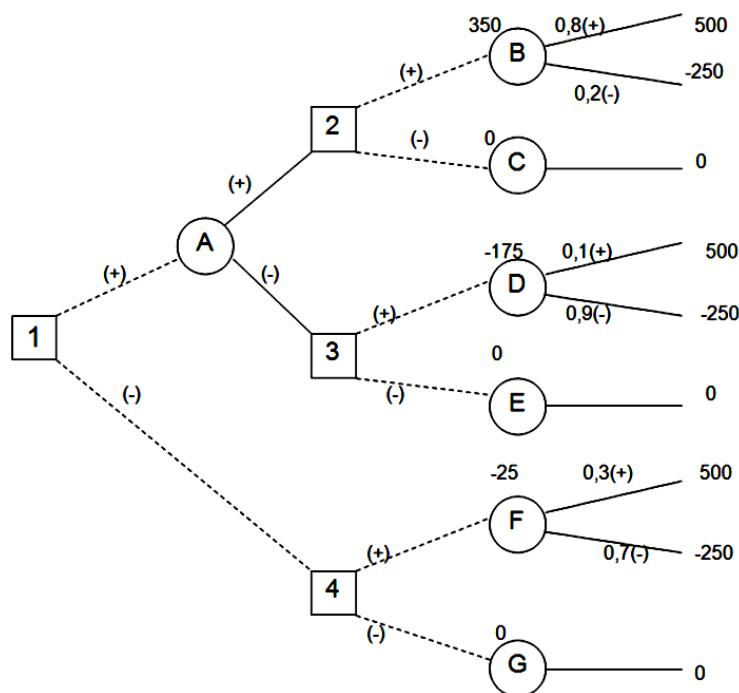 350 0,8(+) 500
B
(+) 0,2(-) -250
2
(-) 0
C 0
(+)
A
-175 0,1(+) 500
(+) (-) D
(+) 0,9(-) -250
1 3
0
(-) (-) 0
E
-25 0,3(+) 500
F
(+) 0,7(-) -250
4
(-) 0
G 0